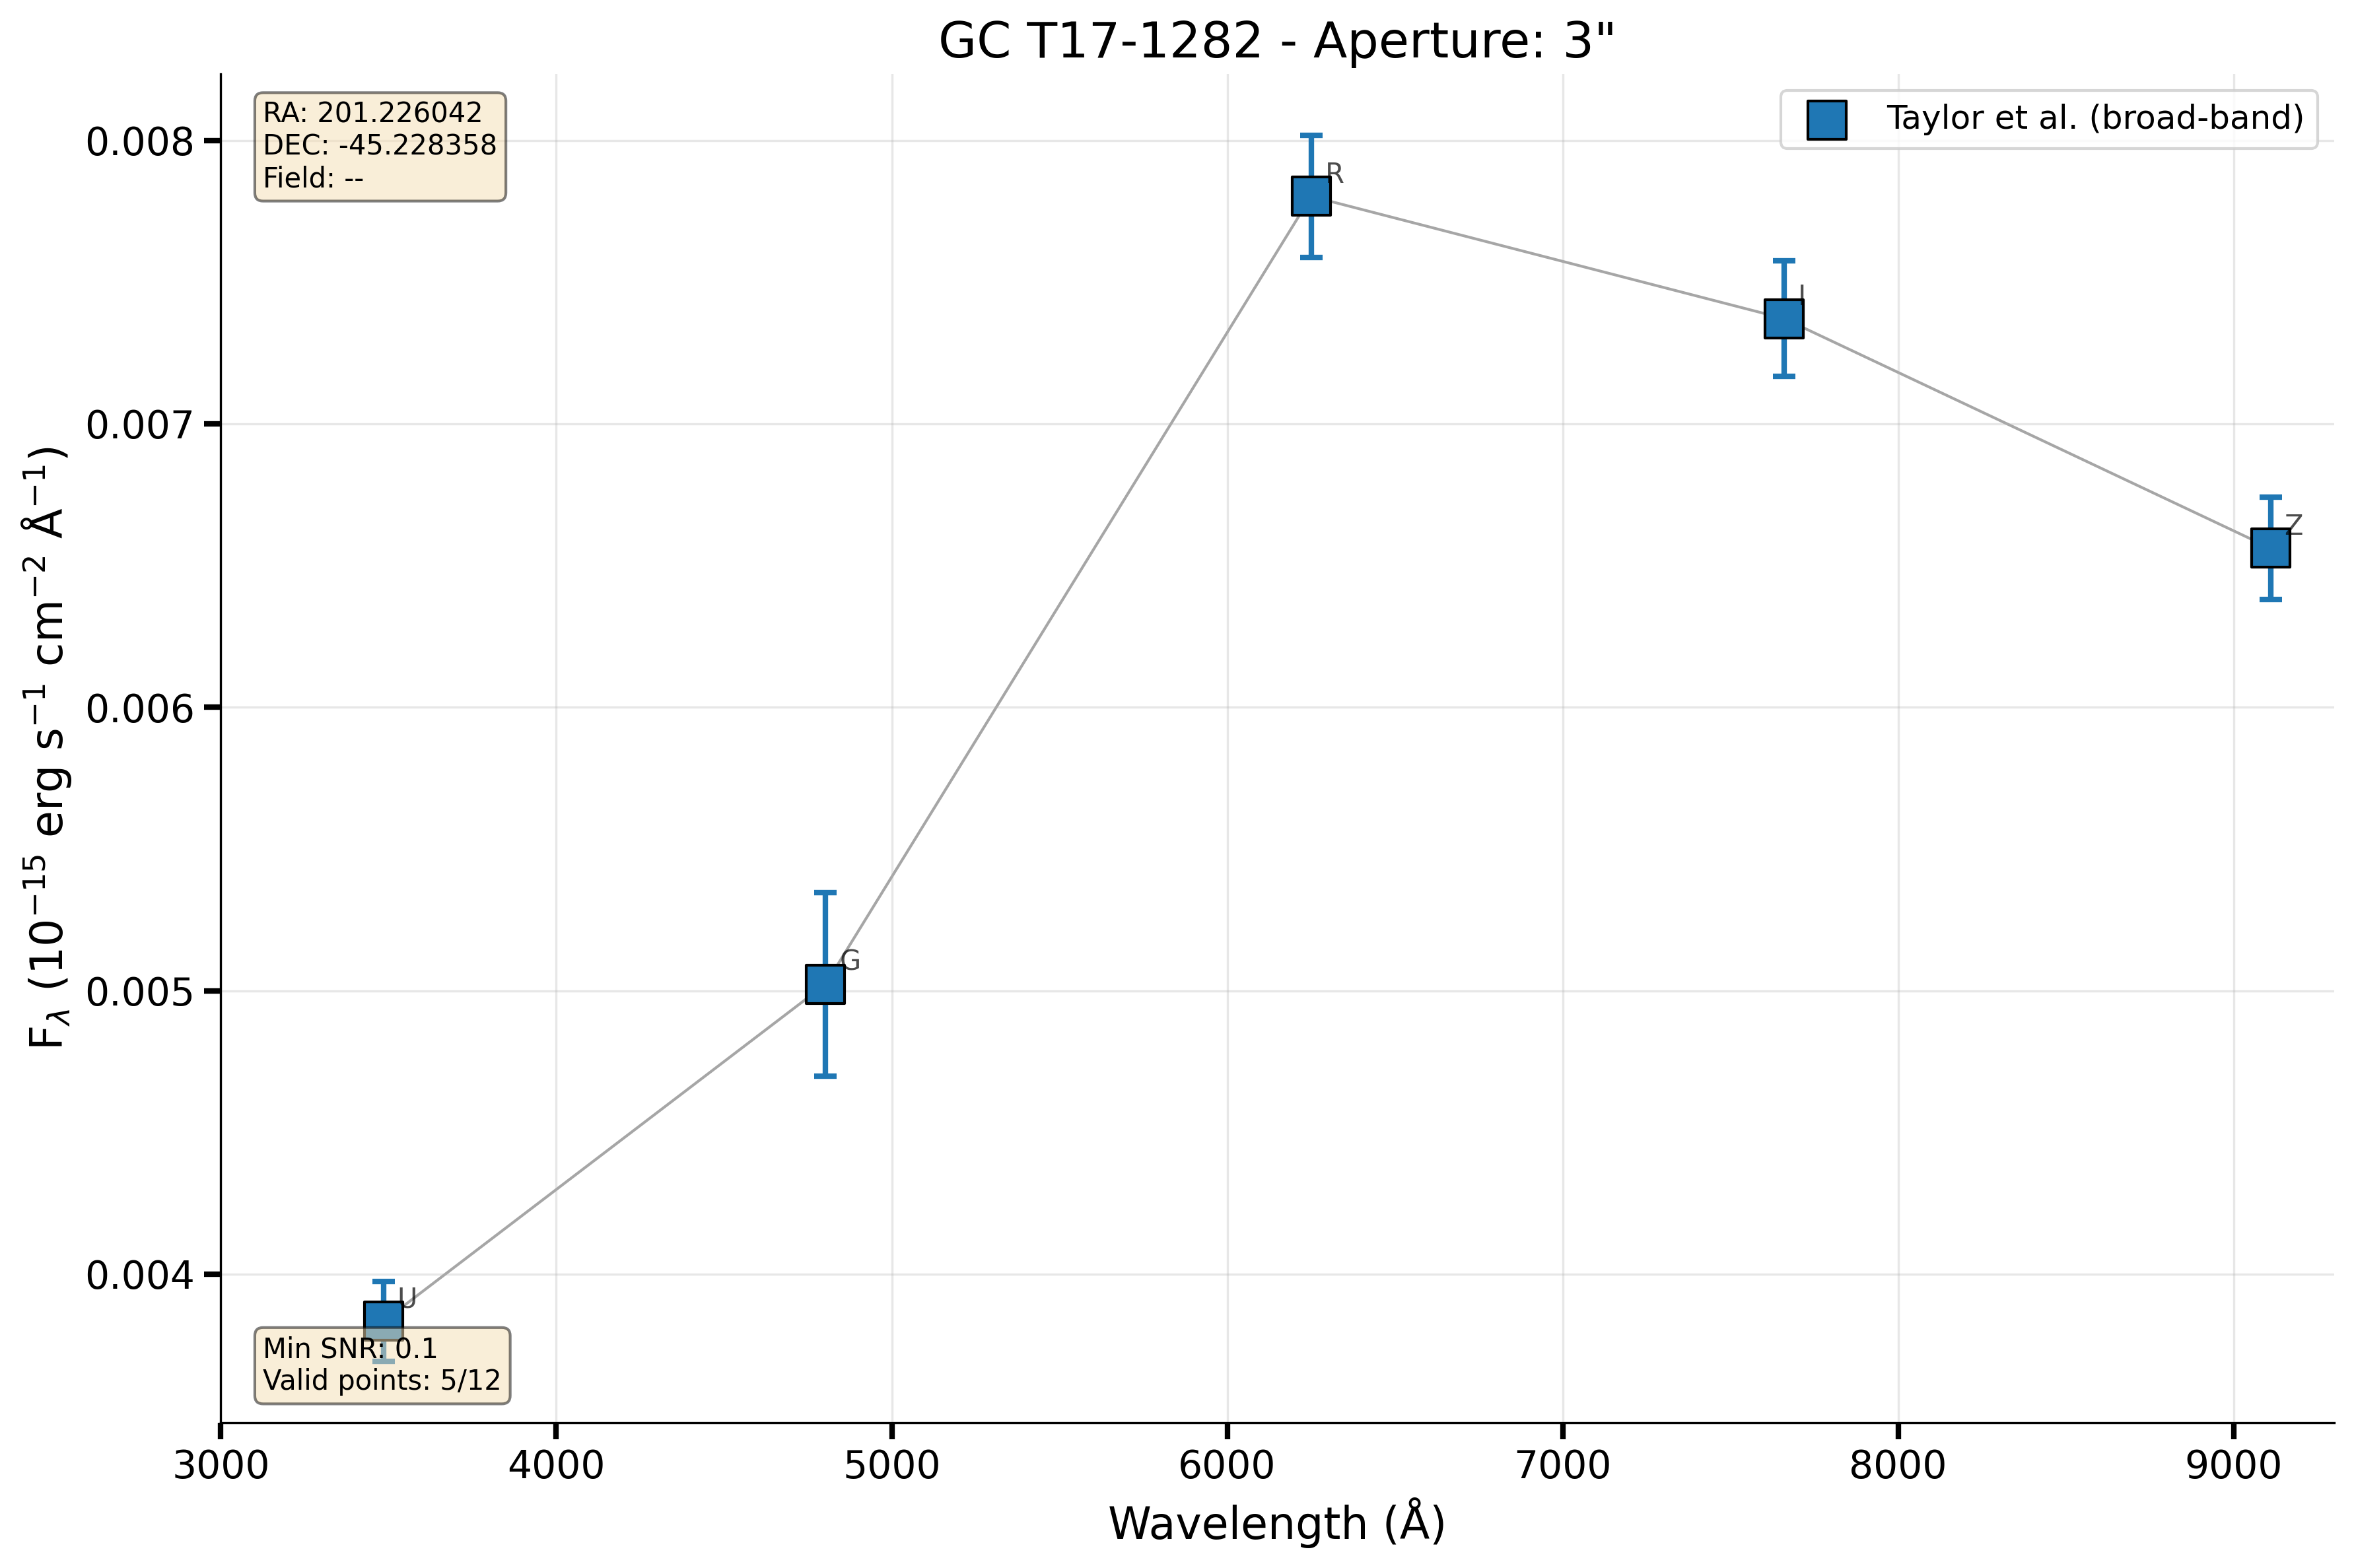 GC T17-1282 - Aperture: 3"
RA: 201.226042
DEC: -45.228358
Field: --
Taylor et al. (broad-band)
R
I
Z
G
U
Min SNR: 0.1
Valid points: 5/12
0.008
0.007
0.006
0.005
0.004
F_λ (10⁻¹⁵ erg s⁻¹ cm⁻² Å⁻¹)
3000 4000 5000 6000 7000 8000 9000
Wavelength (Å)